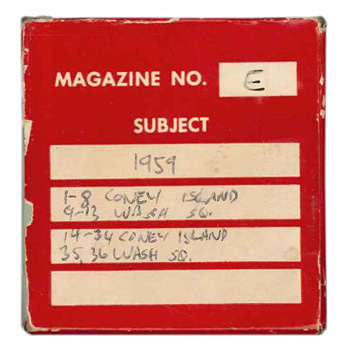 MAGAZINE NO. E
SUBJECT
1959
1-8 CONEY ISLAND
9-13 WASH SQ.
14-34 CONEY ISLAND
35, 36 WASH SQ.